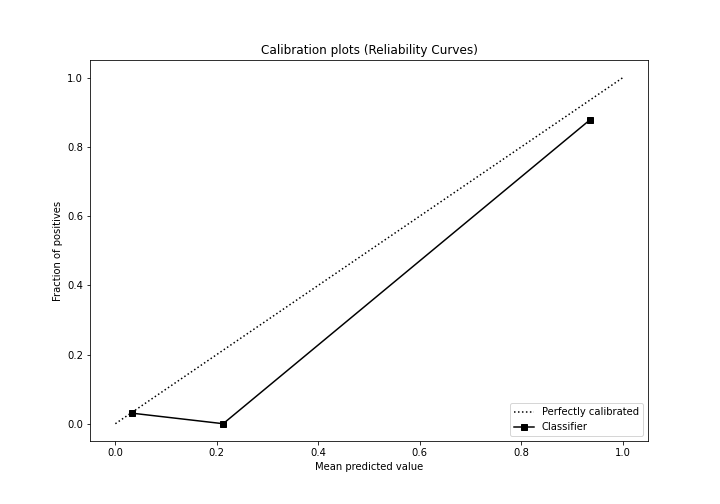 Calibration plots (Reliability Curves)
Fraction of positives
1.0
0.8
0.6
0.4
0.2
0.0
0.0 0.2 0.4 0.6 0.8 1.0
Mean predicted value
Perfectly calibrated
Classifier